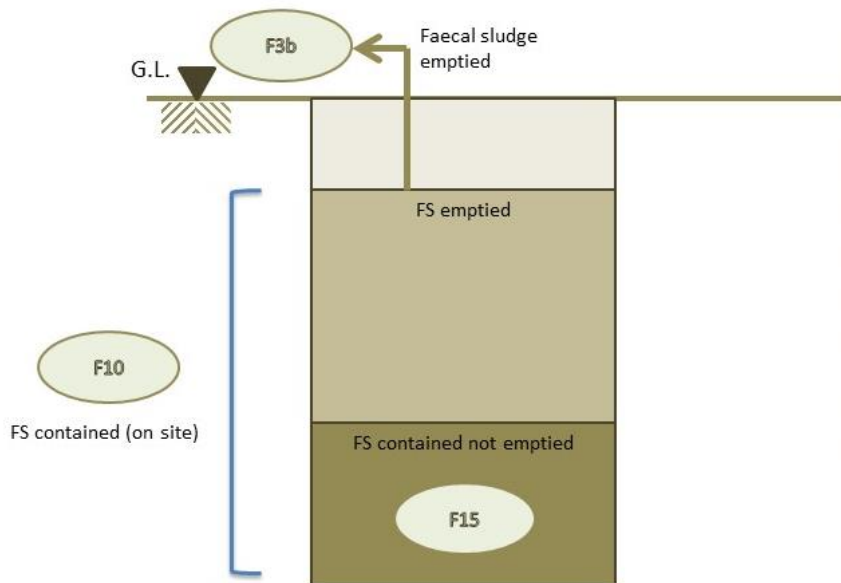 F3b
Faecal sludge
emptied
G.L.
FS emptied
F10
FS contained (on site)
FS contained not emptied
F15